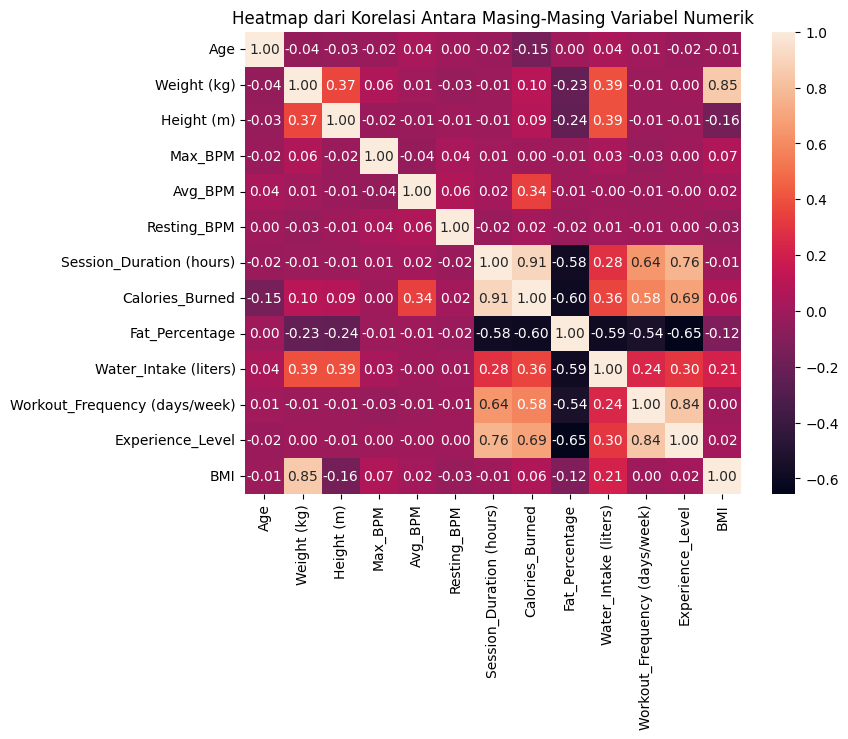 Heatmap dari Korelasi Antara Masing-Masing Variabel Numerik
Age 1.00 -0.04 -0.03 -0.02 0.04 0.00 -0.02 -0.15 0.00 0.04 0.01 -0.02 -0.01
Weight (kg) -0.04 1.00 0.37 0.06 0.01 -0.03 -0.01 0.10 -0.23 0.39 -0.01 0.00 0.85
Height (m) -0.03 0.37 1.00 -0.02 -0.01 -0.01 -0.01 0.09 -0.24 0.39 -0.01 -0.01 -0.16
Max_BPM -0.02 0.06 -0.02 1.00 -0.04 0.04 0.01 0.00 -0.01 0.03 -0.03 0.00 0.07
Avg_BPM 0.04 0.01 -0.01 -0.04 1.00 0.06 0.02 0.34 -0.01 -0.00 -0.01 -0.00 0.02
Resting_BPM 0.00 -0.03 -0.01 0.04 0.06 1.00 -0.02 0.02 -0.02 0.01 -0.01 0.00 -0.03
Session_Duration (hours) -0.02 -0.01 -0.01 0.01 0.02 -0.02 1.00 0.91 -0.58 0.28 0.64 0.76 -0.01
Calories_Burned -0.15 0.10 0.09 0.00 0.34 0.02 0.91 1.00 -0.60 0.36 0.58 0.69 0.06
Fat_Percentage 0.00 -0.23 -0.24 -0.01 -0.01 -0.02 -0.58 -0.60 1.00 -0.59 -0.54 -0.65 -0.12
Water_Intake (liters) 0.04 0.39 0.39 0.03 -0.00 0.01 0.28 0.36 -0.59 1.00 0.24 0.30 0.21
Workout_Frequency (days/week) 0.01 -0.01 -0.01 -0.03 -0.01 -0.01 0.64 0.58 -0.54 0.24 1.00 0.84 0.00
Experience_Level -0.02 0.00 -0.01 0.00 -0.00 0.00 0.76 0.69 -0.65 0.30 0.84 1.00 0.02
BMI -0.01 0.85 -0.16 0.07 0.02 -0.03 -0.01 0.06 -0.12 0.21 0.00 0.02 1.00
Age
Weight (kg)
Height (m)
Max_BPM
Avg_BPM
Resting_BPM
Session_Duration (hours)
Calories_Burned
Fat_Percentage
Water_Intake (liters)
Workout_Frequency (days/week)
Experience_Level
BMI
1.0
0.8
0.6
0.4
0.2
0.0
−0.2
−0.4
−0.6